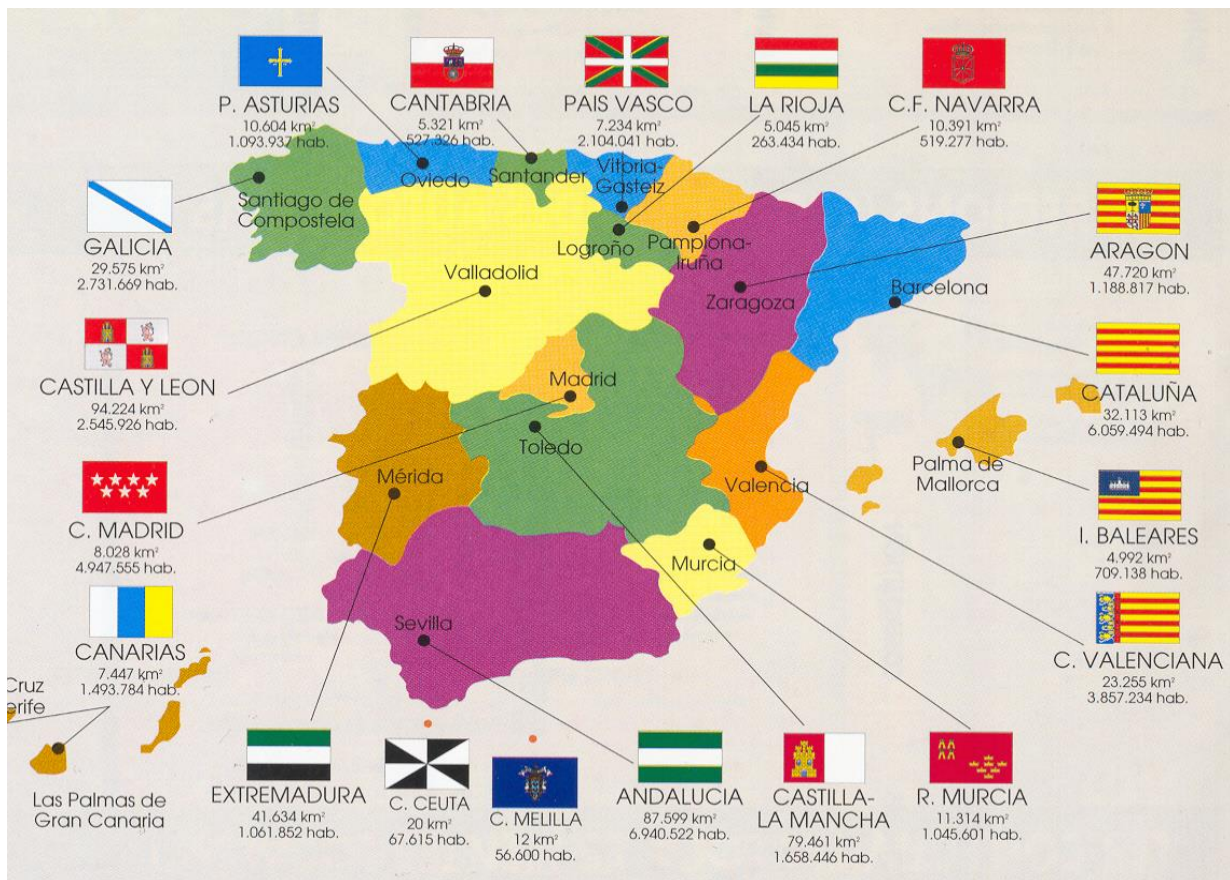 P. ASTURIAS
10.604 km²
1.093.937 hab.
CANTABRIA
5.321 km²
527.326 hab.
PAIS VASCO
7.234 km²
2.104.041 hab.
LA RIOJA
5.045 km²
263.434 hab.
C.F. NAVARRA
10.391 km²
519.277 hab.
GALICIA
29.575 km²
2.731.669 hab.
CASTILLA Y LEON
94.224 km²
2.545.926 hab.
C. MADRID
8.028 km²
4.947.555 hab.
CANARIAS
7.447 km²
1.493.784 hab.
Cruz
erife
Las Palmas de
Gran Canaria
Santiago de
Compostela
Oviedo
Santander
Vitoria-
Gasteiz
Logroño
Pamplona-
Iruña
Valladolid
Zaragoza
Barcelona
Madrid
Toledo
Mérida
Valencia
Palma de
Mallorca
Murcia
Sevilla
ARAGON
47.720 km²
1.188.817 hab.
CATALUÑA
32.113 km²
6.059.494 hab.
I. BALEARES
4.992 km²
709.138 hab.
C. VALENCIANA
23.255 km²
3.857.234 hab.
EXTREMADURA
41.634 km²
1.061.852 hab.
C. CEUTA
20 km²
67.615 hab.
C. MELILLA
12 km²
56.600 hab.
ANDALUCIA
87.599 km²
6.940.522 hab.
CASTILLA-
LA MANCHA
79.461 km²
1.658.446 hab.
R. MURCIA
11.314 km²
1.045.601 hab.